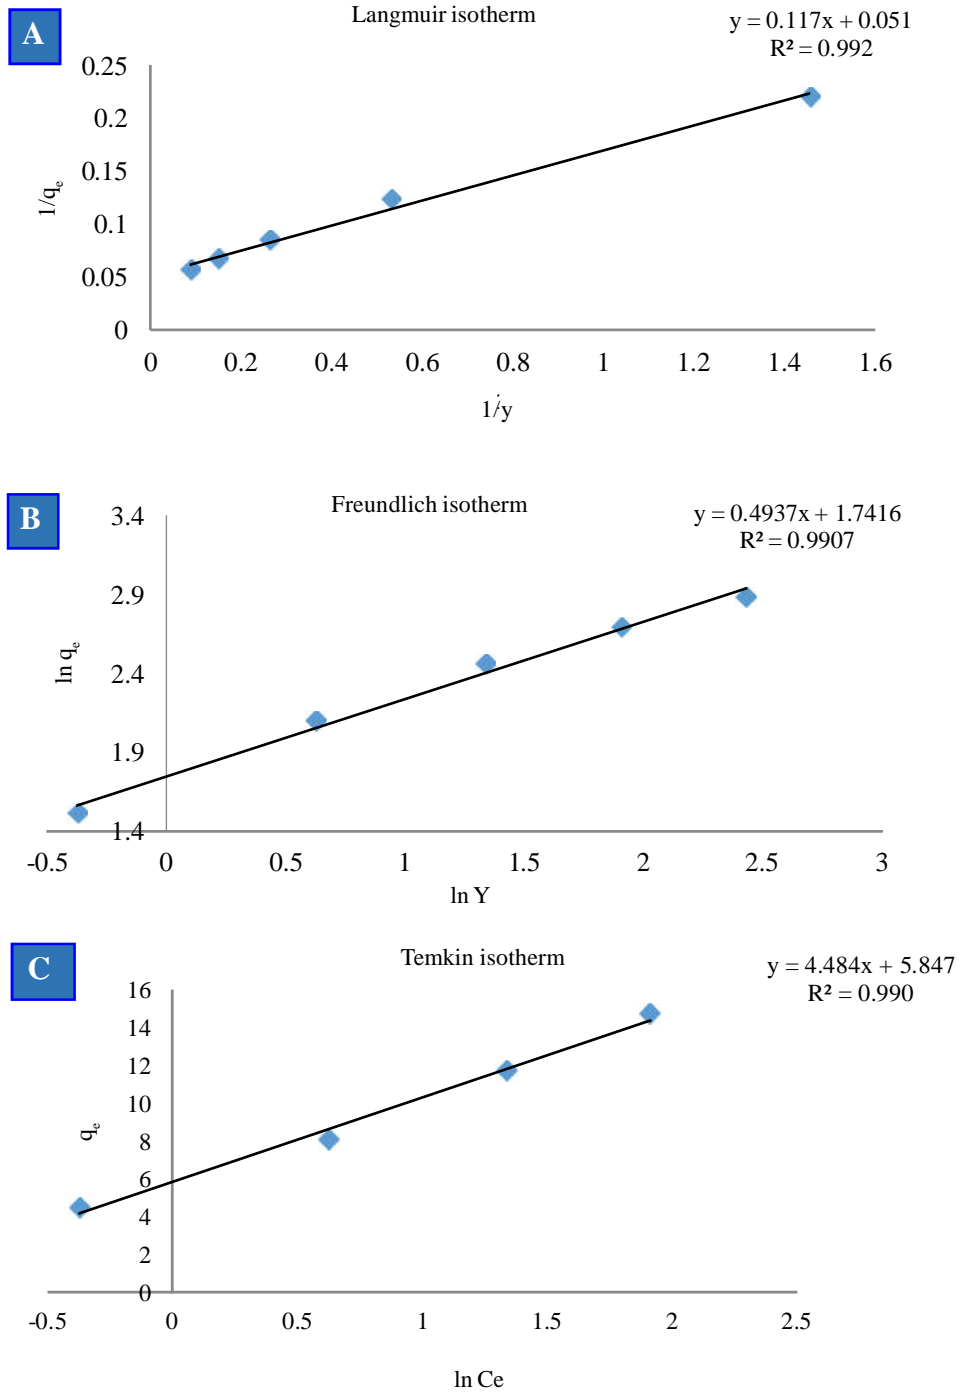 A
Langmuir isotherm
y = 0.117x + 0.051
R² = 0.992
0.25
0.2
0.15
0.1
0.05
0
1/qₑ
0 0.2 0.4 0.6 0.8 1 1.2 1.4 1.6
1/y
B
Freundlich isotherm
y = 0.4937x + 1.7416
R² = 0.9907
3.4
2.9
2.4
1.9
1.4
ln qₑ
-0.5 0 0.5 1 1.5 2 2.5 3
ln Y
C
Temkin isotherm
y = 4.484x + 5.847
R² = 0.990
16
14
12
10
8
6
4
2
0
qₑ
-0.5 0 0.5 1 1.5 2 2.5
ln Ce